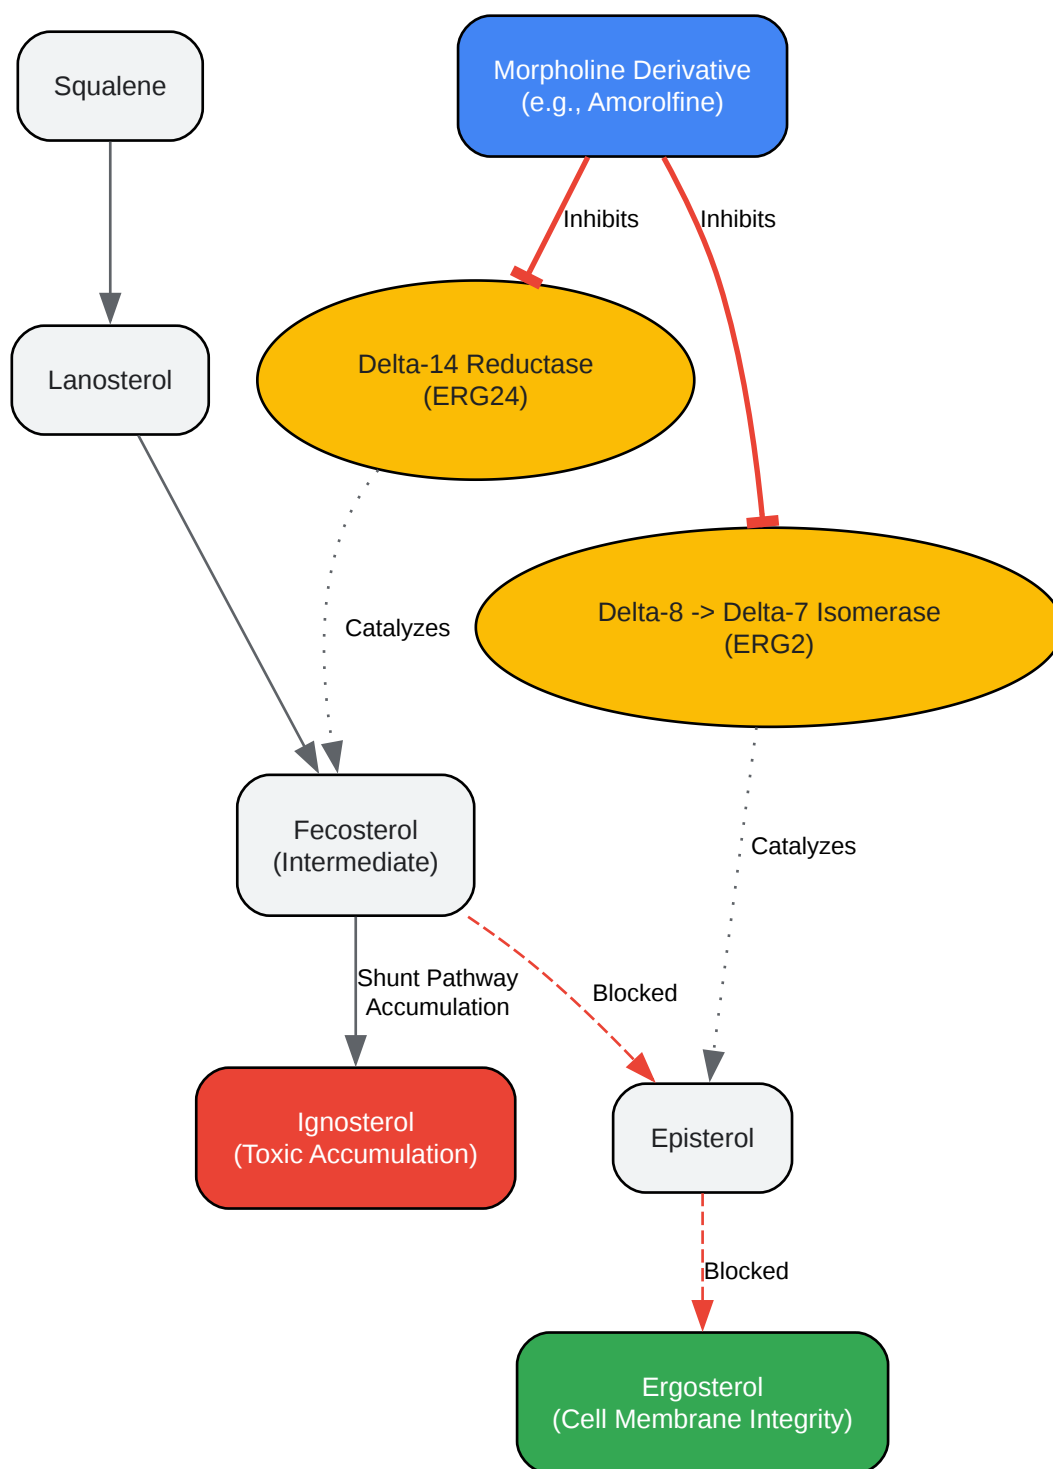 Squalene
Morpholine Derivative
(e.g., Amorolfine)
Inhibits
Inhibits
Lanosterol
Delta-14 Reductase
(ERG24)
Delta-8 -> Delta-7 Isomerase
(ERG2)
Catalyzes
Fecosterol
(Intermediate)
Catalyzes
Shunt Pathway
Accumulation
Blocked
Ignosterol
(Toxic Accumulation)
Episterol
Blocked
Ergosterol
(Cell Membrane Integrity)